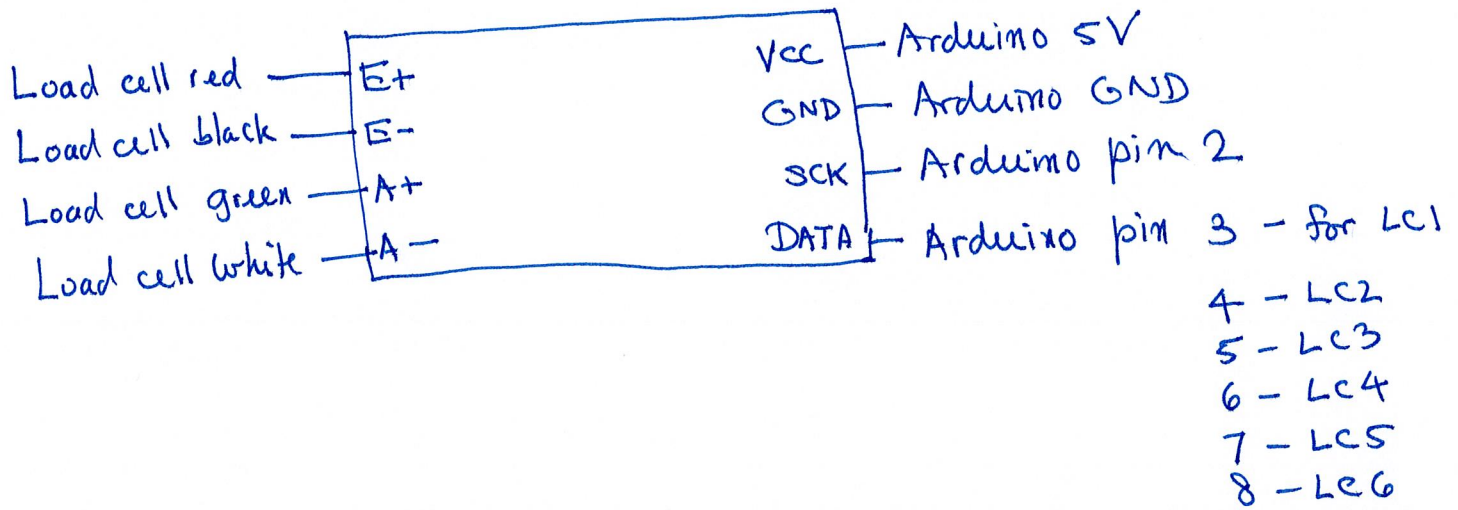 Load cell red E+ VCC Arduino 5V
Load cell black E- GND Arduino GND
Load cell green A+ SCK Arduino pin 2
Load cell white A- DATA Arduino pin 3 - for LC1
4 - LC2
5 - LC3
6 - LC4
7 - LC5
8 - LC6